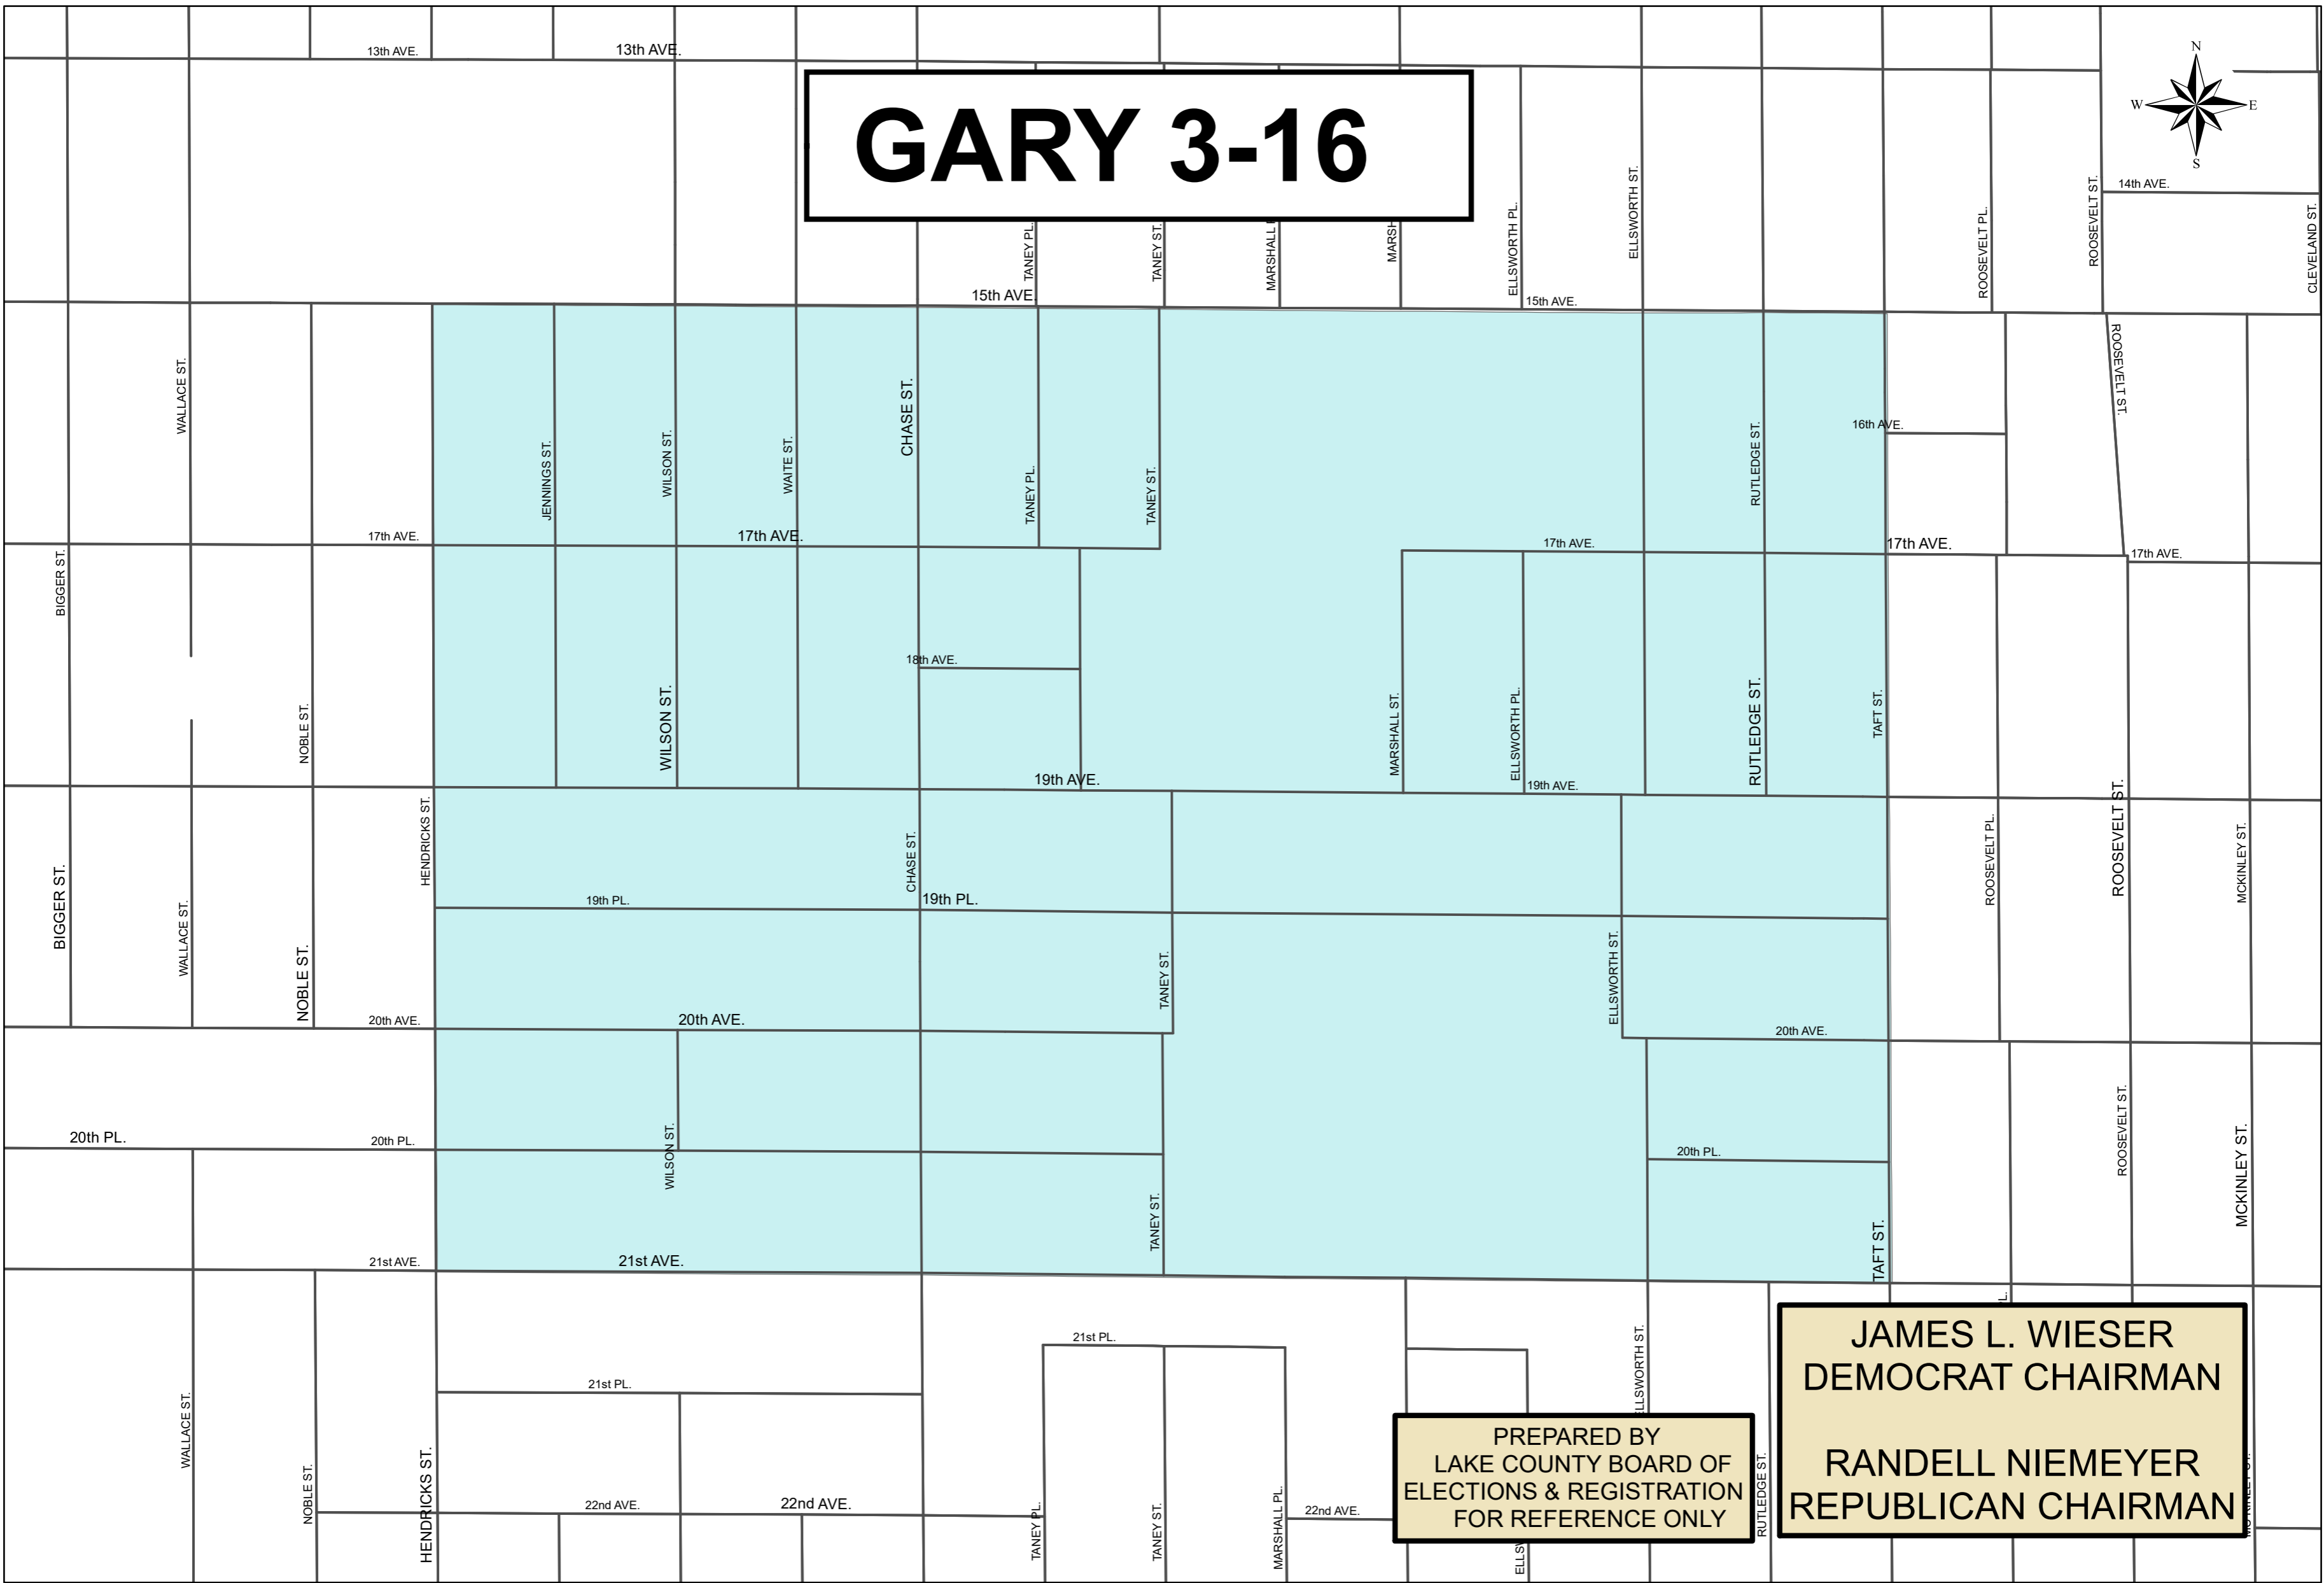 13th AVE.
13th AVE.
N
W
E
S
GARY 3-16
14th AVE.
ELLSWORTH ST.
ROOSEVELT ST.
ROOSEVELT PL.
CLEVELAND ST.
ELLSWORTH PL.
TANEY PL.
TANEY ST.
MARSHALL
15th AVE.
15th AVE.
WALLACE ST.
ROOSEVELT ST.
CHASE ST.
16th AVE.
JENNINGS ST.
WILSON ST.
WAITE ST.
TANEY PL.
TANEY ST.
RUTLEDGE ST.
17th AVE.
17th AVE.
17th AVE.
17th AVE.
17th AVE.
BIGGER ST.
18th AVE.
NOBLE ST.
WILSON ST.
MARSHALL ST.
ELLSWORTH PL.
RUTLEDGE ST.
TAFT ST.
19th AVE.
19th AVE.
HENDRICKS ST.
CHASE ST.
ROOSEVELT PL.
ROOSEVELT ST.
MCKINLEY ST.
BIGGER ST.
WALLACE ST.
NOBLE ST.
19th PL.
19th PL.
TANEY ST.
ELLSWORTH ST.
20th AVE.
20th AVE.
20th AVE.
20th PL.
20th PL.
WILSON ST.
20th PL.
ROOSEVELT ST.
MCKINLEY ST.
TANEY ST.
TAFT ST.
21st AVE.
21st AVE.
21st PL.
21st PL.
WALLACE ST.
NOBLE ST.
HENDRICKS ST.
22nd AVE.
22nd AVE.
TANEY PL.
TANEY ST.
MARSHALL PL.
22nd AVE.
RUTLEDGE ST.
PREPARED BY
LAKE COUNTY BOARD OF
ELECTIONS & REGISTRATION
FOR REFERENCE ONLY
JAMES L. WIESER
DEMOCRAT CHAIRMAN
RANDELL NIEMEYER
REPUBLICAN CHAIRMAN